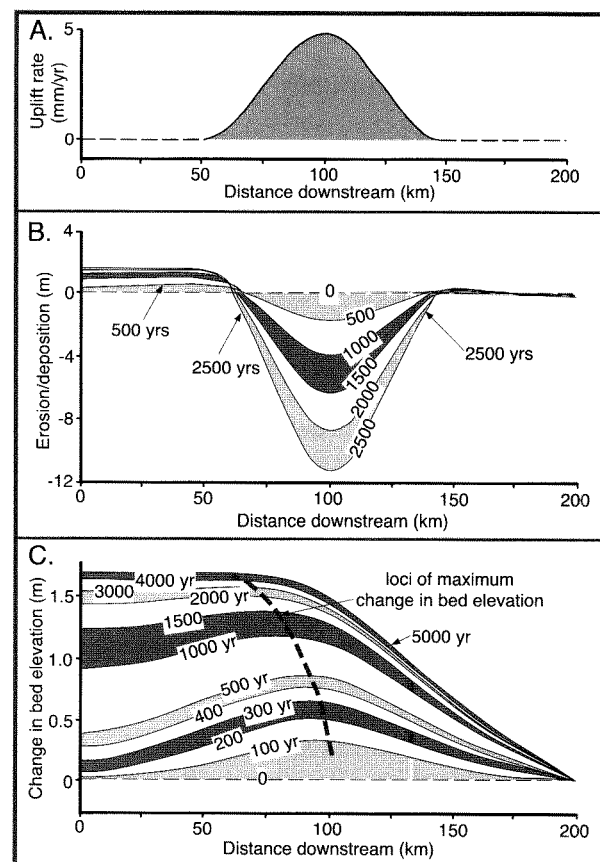 A.
Uplift rate
(mm/yr)
5
0
0 50 100 150 200
Distance downstream (km)
B.
Erosion/deposition (m)
4
0
-4
-8
-12
0
500
1000
1500
2000
2500
500 yrs
2500 yrs
2500 yrs
0 50 100 150 200
Distance downstream (km)
C.
Change in bed elevation (m)
1.5
1.0
0.5
0
4000 yr
3000
2000 yr
1500
1000 yr
500 yr
400
300 yr
200
100 yr
0
loci of maximum
change in bed elevation
5000 yr
0 50 100 150 200
Distance downstream (km)